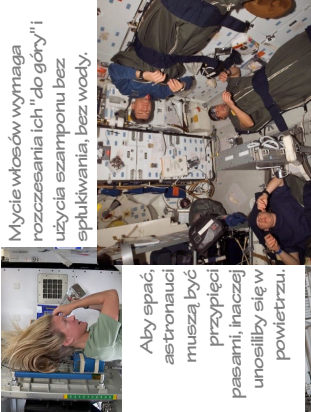 Mycie włosów wymaga
rozczesania ich "do góry" i
użycia szamponu bez
spłukiwania, bez wody.
Aby spać,
astronauci
muszą być
przypięci
pasami, inaczej
unosiliby się w
powietrzu.